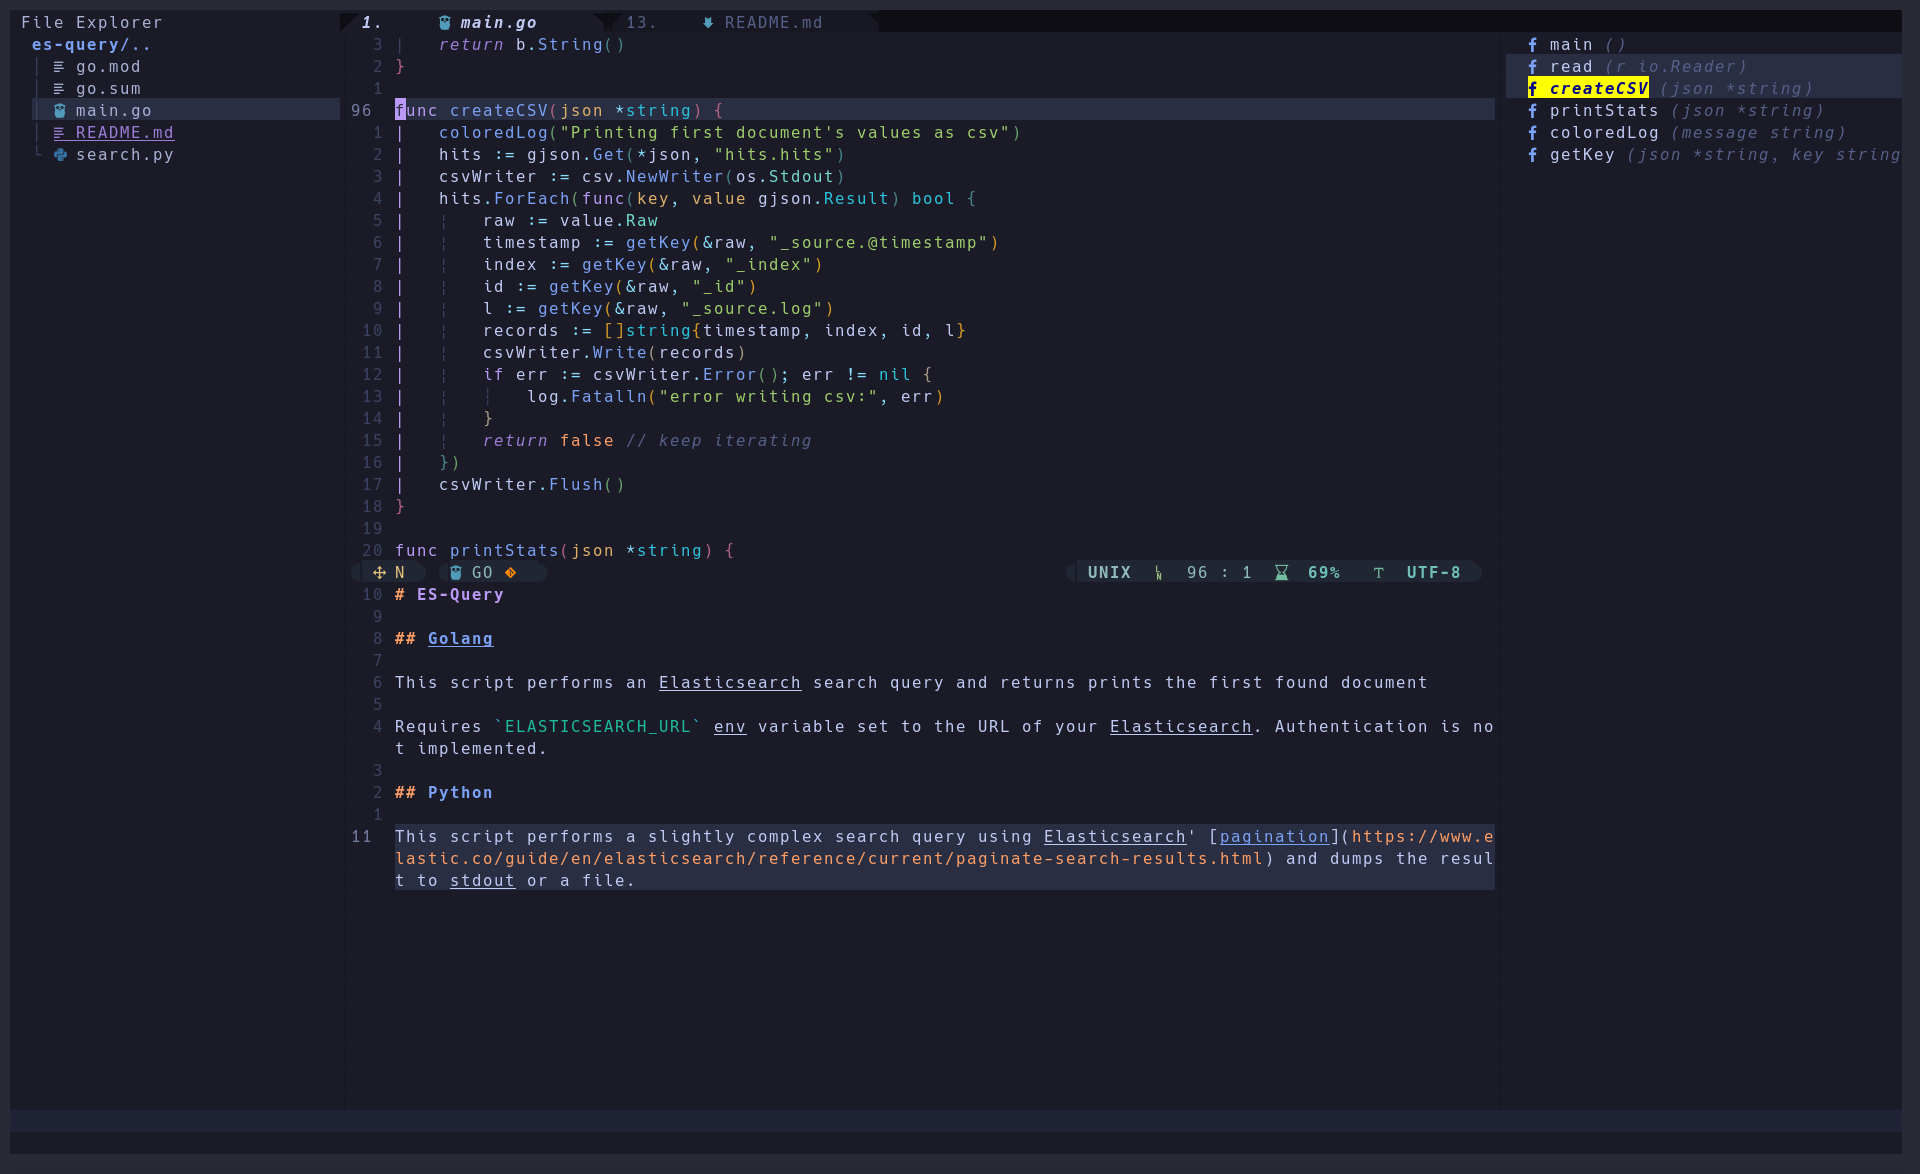 File Explorer
es-query/..
go.mod
go.sum
main.go
README.md
search.py
1. main.go 13. README.md
3 return b.String()
2 }
1
96 func createCSV(json *string) {
1 coloredLog("Printing first document's values as csv")
2 hits := gjson.Get(*json, "hits.hits")
3 csvWriter := csv.NewWriter(os.Stdout)
4 hits.ForEach(func(key, value gjson.Result) bool {
5 raw := value.Raw
6 timestamp := getKey(&raw, "_source.@timestamp")
7 index := getKey(&raw, "_index")
8 id := getKey(&raw, "_id")
9 l := getKey(&raw, "_source.log")
10 records := []string{timestamp, index, id, l}
11 csvWriter.Write(records)
12 if err := csvWriter.Error(); err != nil {
13 log.Fatalln("error writing csv:", err)
14 }
15 return false // keep iterating
16 })
17 csvWriter.Flush()
18 }
19
20 func printStats(json *string) {
N GO UNIX LN 96 : 1 69% UTF-8
10 # ES-Query
9
8 ## Golang
7
6 This script performs an Elasticsearch search query and returns prints the first found document
5
4 Requires `ELASTICSEARCH_URL` env variable set to the URL of your Elasticsearch. Authentication is no
t implemented.
3
2 ## Python
1
11 This script performs a slightly complex search query using Elasticsearch' [pagination](https://www.e
lastic.co/guide/en/elasticsearch/reference/current/paginate-search-results.html) and dumps the resul
t to stdout or a file.
main ()
read (r io.Reader)
createCSV (json *string)
printStats (json *string)
coloredLog (message string)
getKey (json *string, key string